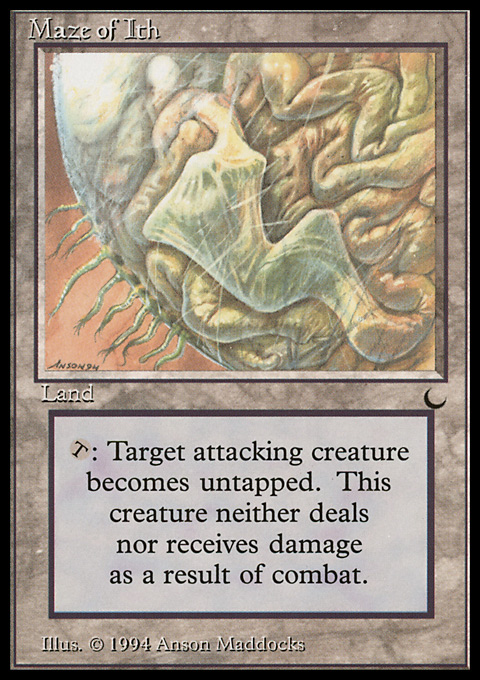 Maze of Ith
ANSON94
Land
T: Target attacking creature
becomes untapped. This
creature neither deals
nor receives damage
as a result of combat.
Illus. © 1994 Anson Maddocks